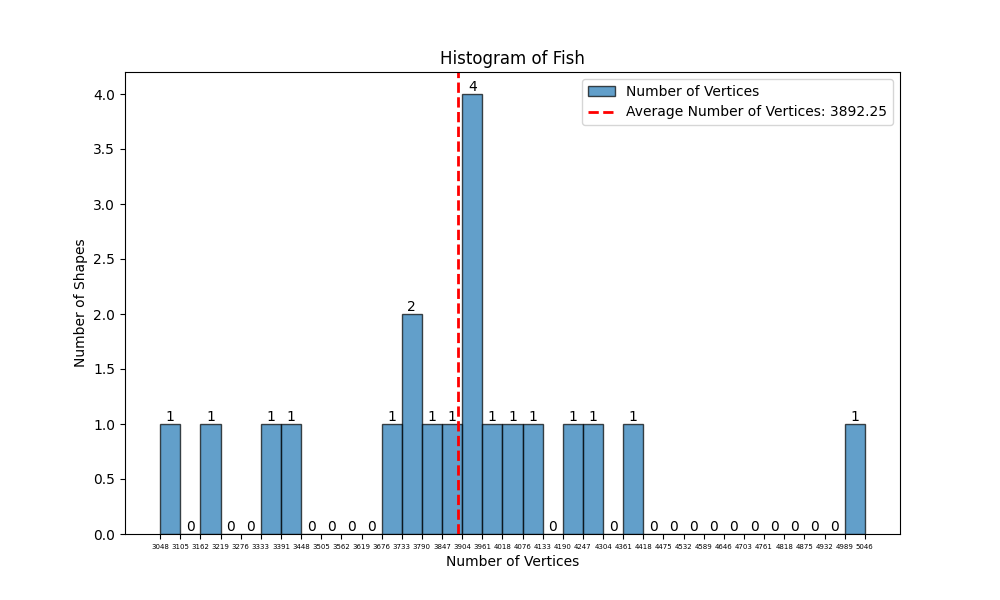 Histogram of Fish
Number of Vertices
Average Number of Vertices: 3892.25
Number of Shapes
4.0
3.5
3.0
2.5
2.0
1.5
1.0
0.5
0.0
1 0 1 0 0 1 1 0 0 0 0 1 2 1 1 4 1 1 1 0 1 1 0 1 0 0 0 0 0 0 0 0 0 0 1
3048 3105 3162 3219 3276 3333 3391 3448 3505 3562 3619 3676 3733 3790 3847 3904 3961 4018 4076 4133 4190 4247 4304 4361 4418 4475 4532 4589 4646 4703 4761 4818 4875 4932 4989 5046
Number of Vertices